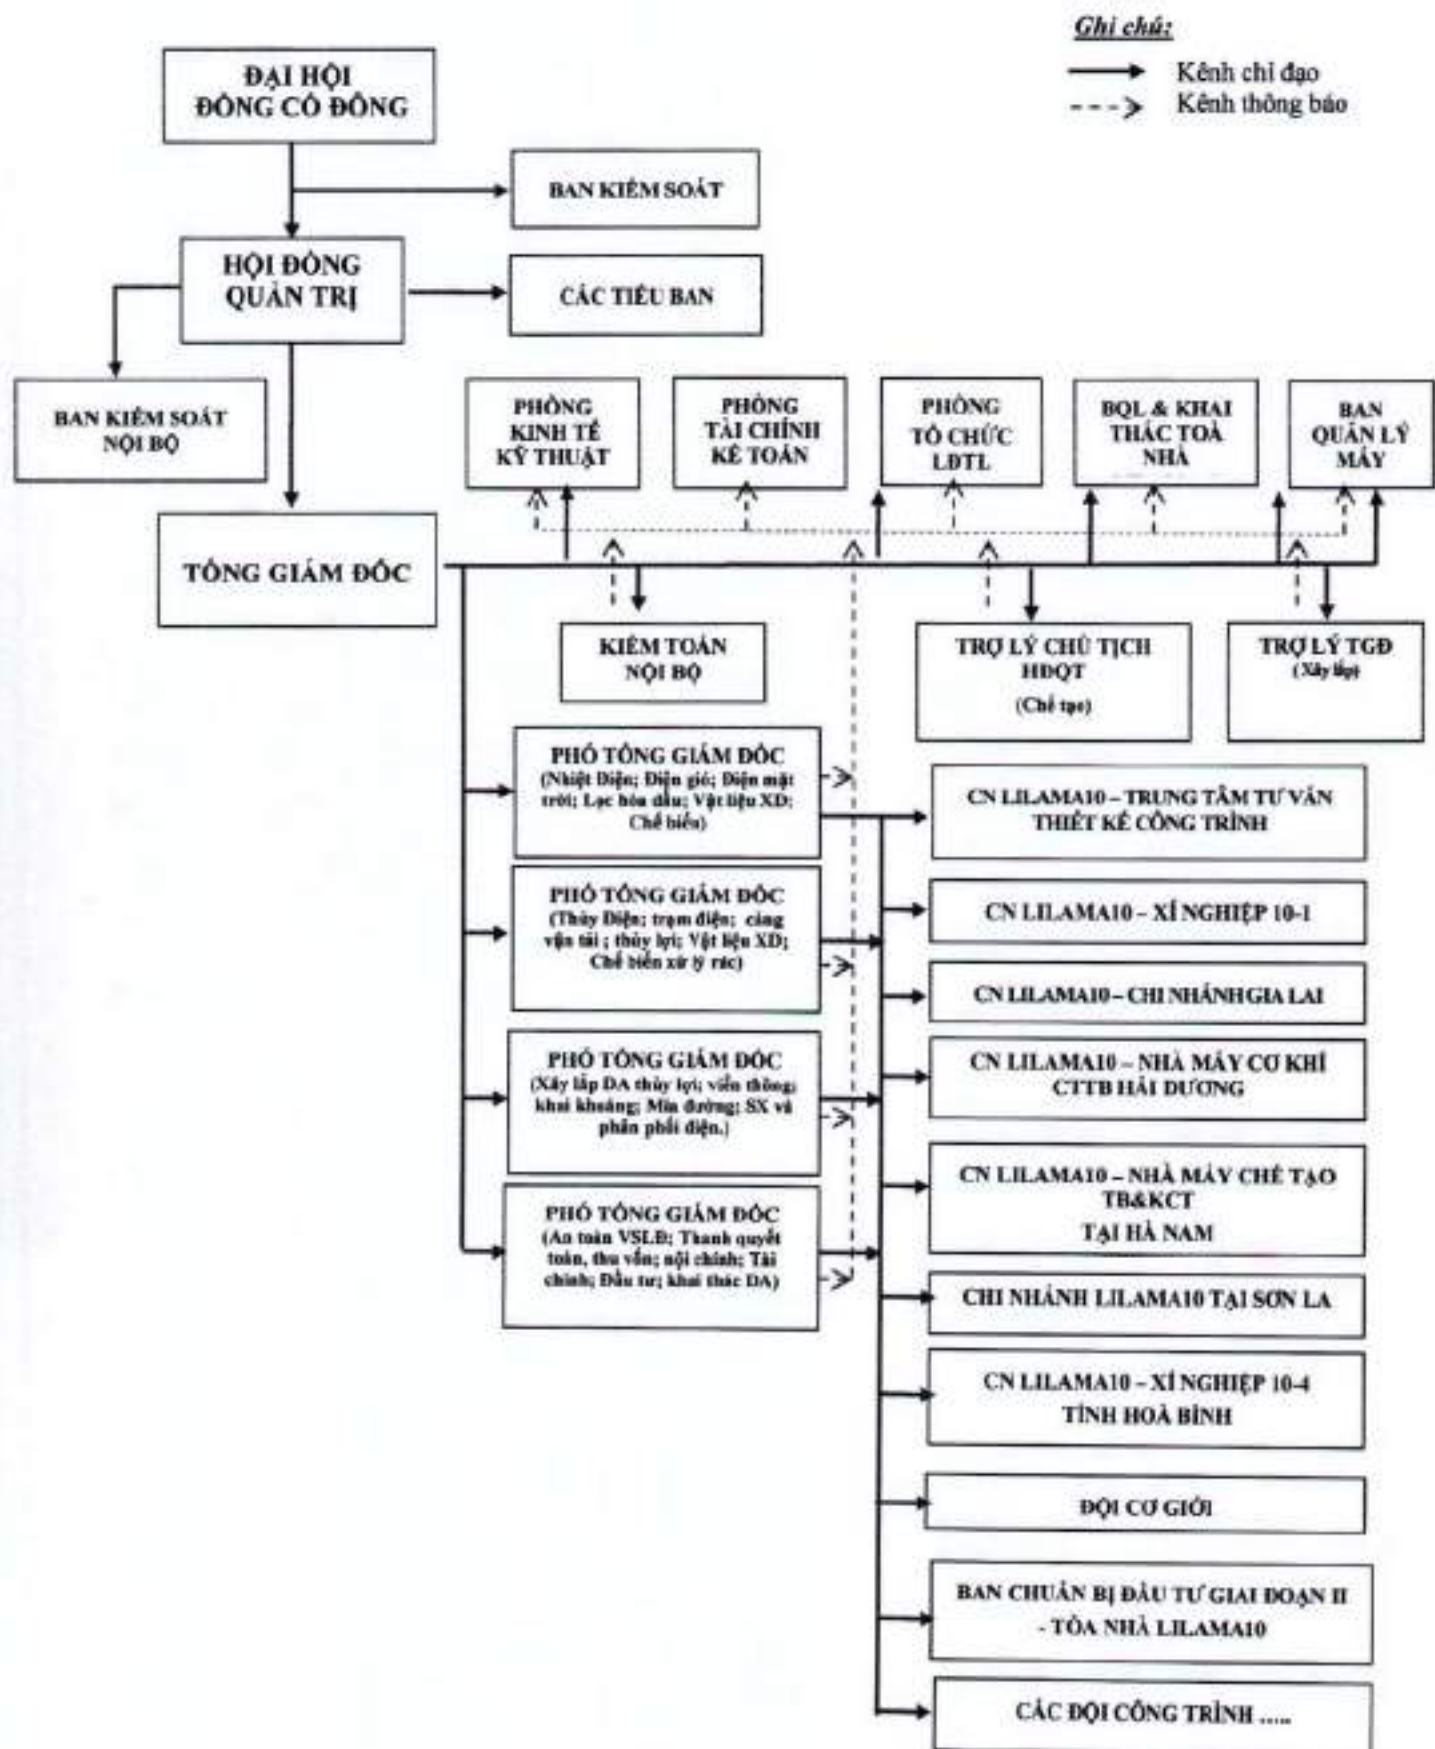 Ghi chú:
Kênh chỉ đạo
Kênh thông báo
ĐẠI HỘI
ĐỒNG CỔ ĐÔNG
BAN KIỂM SOÁT
HỘI ĐỒNG
QUẢN TRỊ
CÁC TIỂU BAN
BAN KIỂM SOÁT
NỘI BỘ
PHÒNG
KINH TẾ
KỸ THUẬT
PHÒNG
TÀI CHÍNH
KẾ TOÁN
PHÒNG
TỔ CHỨC
LĐTL
BQL & KHAI
THÁC TOÀ
NHÀ
BAN
QUẢN LÝ
MÁY
TỔNG GIÁM ĐỐC
KIỂM TOÁN
NỘI BỘ
TRỢ LÝ CHỦ TỊCH
HĐQT
(Chế tạo)
TRỢ LÝ TGĐ
(Xây lắp)
PHÓ TỔNG GIÁM ĐỐC
(Nhiệt Điện; Điện gió; Điện mặt
trời; Lọc hóa dầu; Vật liệu XD;
Chế biến)
PHÓ TỔNG GIÁM ĐỐC
(Thủy Điện; trạm điện; cảng
vận tải ; thủy lợi; Vật liệu XD;
Chế biến xử lý rác)
PHÓ TỔNG GIÁM ĐỐC
(Xây lắp DA thủy lợi; viễn thông;
khai khoáng; Mía đường; SX và
phân phối điện.)
PHÓ TỔNG GIÁM ĐỐC
(An toàn VSLĐ; Thanh quyết
toán, thu vốn; nội chính; Tài
chính; Đầu tư; khai thác DA)
CN LILAMA10 – TRUNG TÂM TƯ VẤN
THIẾT KẾ CÔNG TRÌNH
CN LILAMA10 – XÍ NGHIỆP 10-1
CN LILAMA10 – CHI NHÁNH GIA LAI
CN LILAMA10 – NHÀ MÁY CƠ KHÍ
CTTB HẢI DƯƠNG
CN LILAMA10 – NHÀ MÁY CHẾ TẠO
TB&KCT
TẠI HÀ NAM
CHI NHÁNH LILAMA10 TẠI SƠN LA
CN LILAMA10 – XÍ NGHIỆP 10-4
TỈNH HOÀ BÌNH
ĐỘI CƠ GIỚI
BAN CHUẨN BỊ ĐẦU TƯ GIAI ĐOẠN II
- TÒA NHÀ LILAMA10
CÁC ĐỘI CÔNG TRÌNH .....